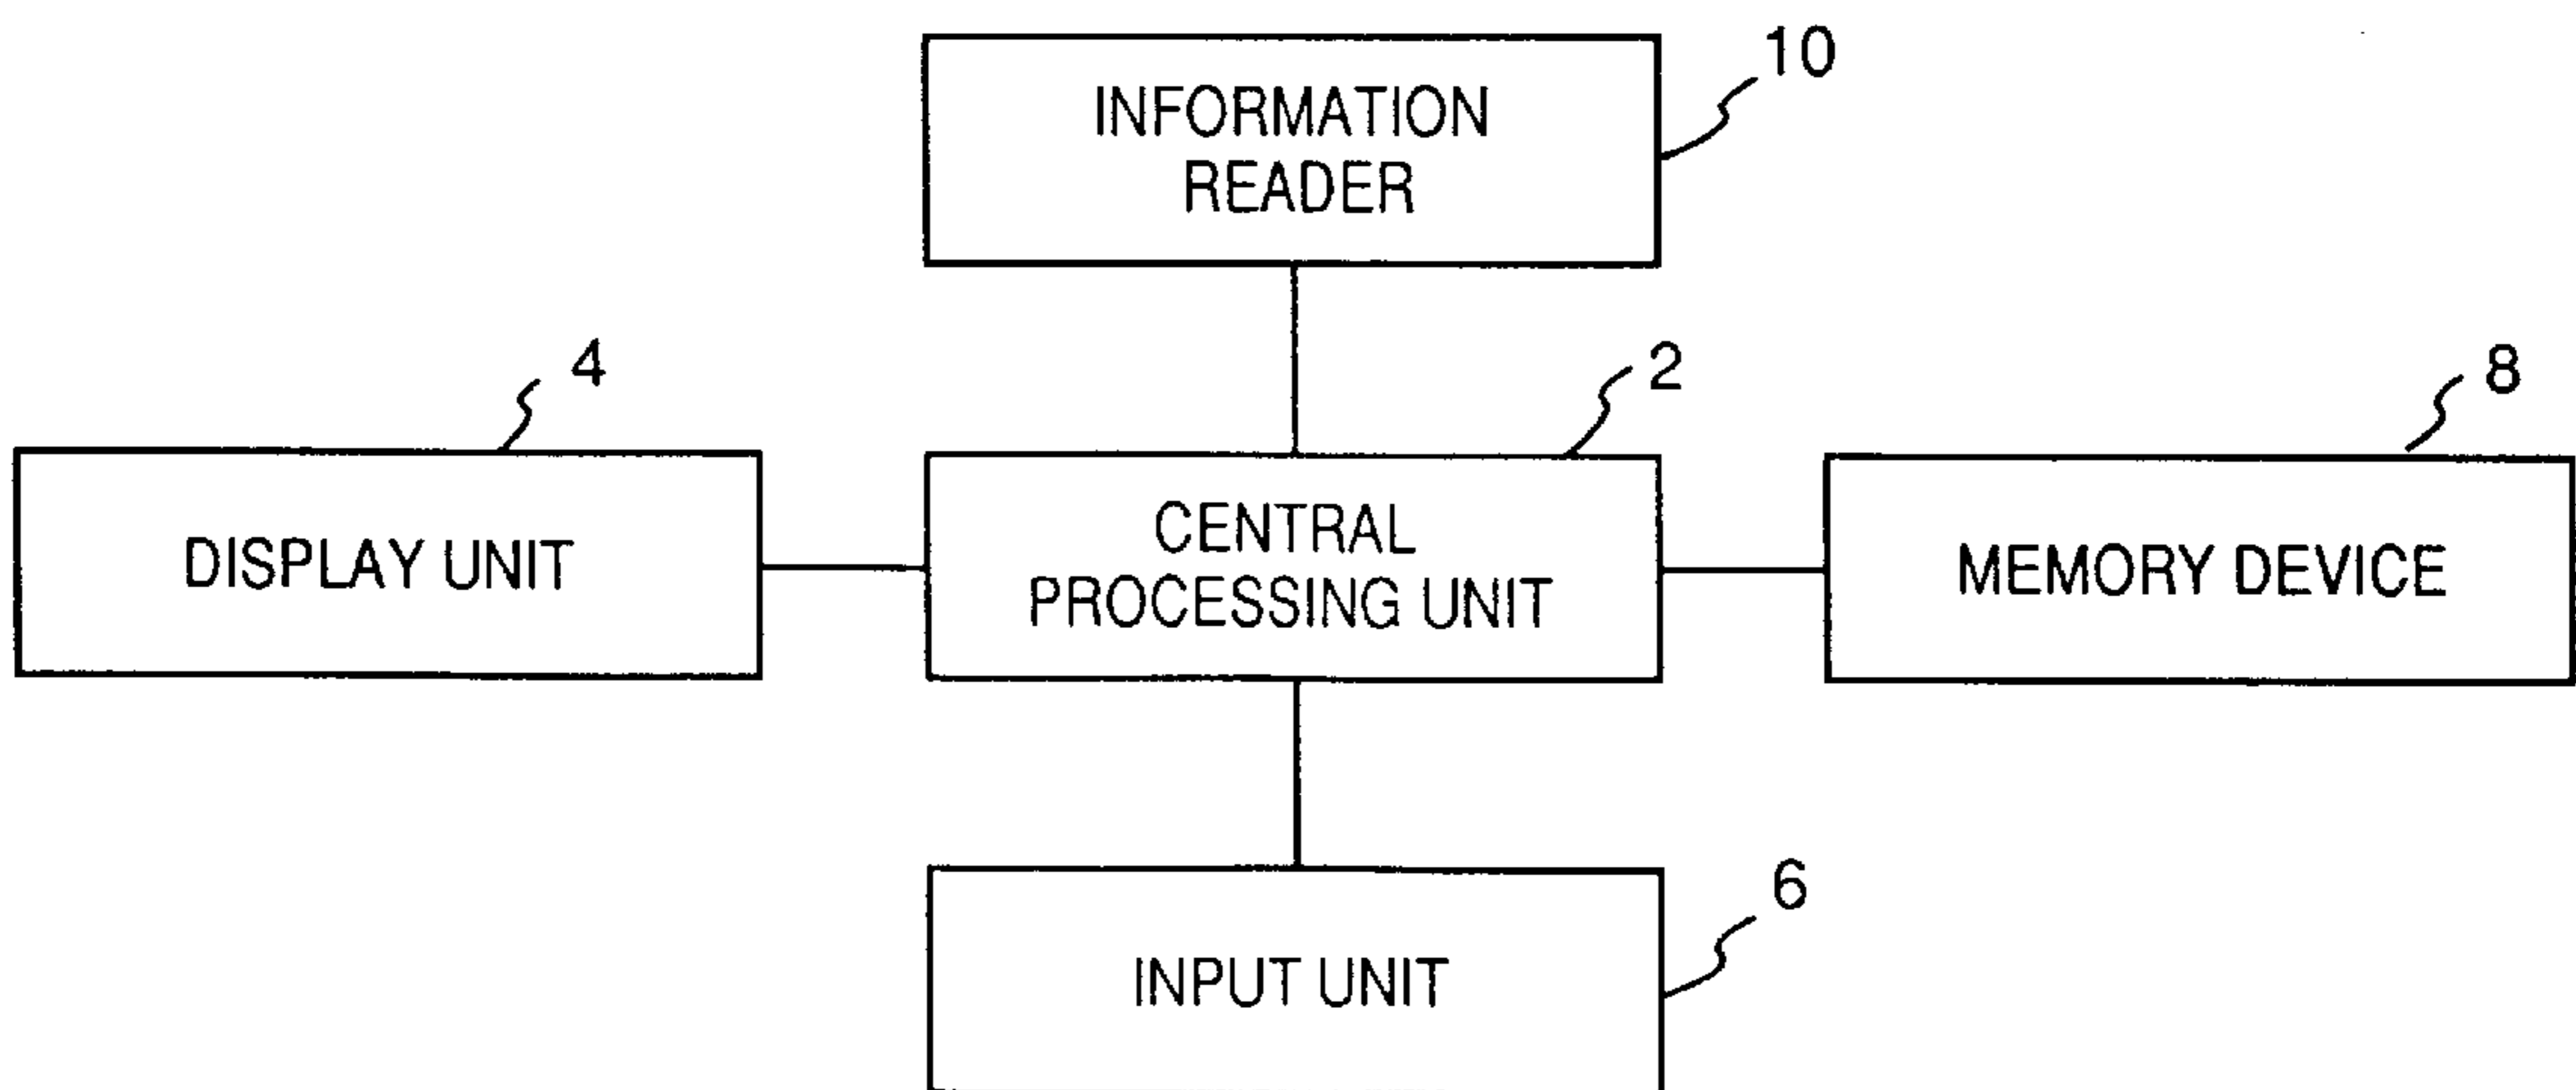 10
INFORMATION
READER
4
2
8
DISPLAY UNIT
CENTRAL
PROCESSING UNIT
MEMORY DEVICE
6
INPUT UNIT